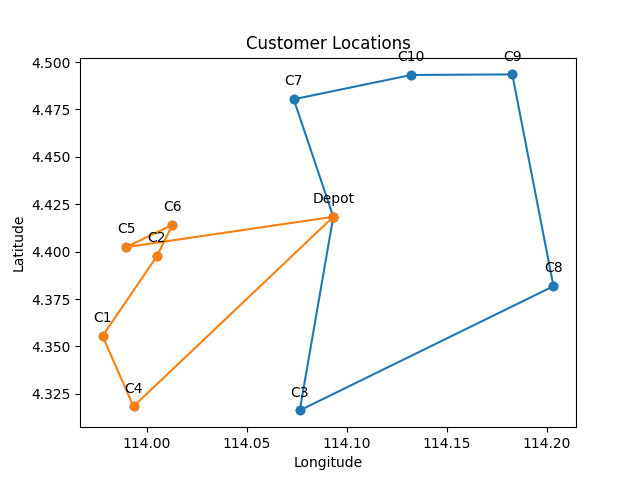 Customer Locations
4.500
4.475
4.450
4.425
4.400
4.375
4.350
4.325
Latitude
C10
C9
C7
Depot
C6
C5
C2
C8
C1
C4
C3
114.00
114.05
114.10
114.15
114.20
Longitude